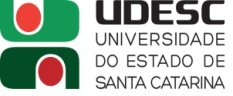 UDESC
UNIVERSIDADE
DO ESTADO DE
SANTA CATARINA